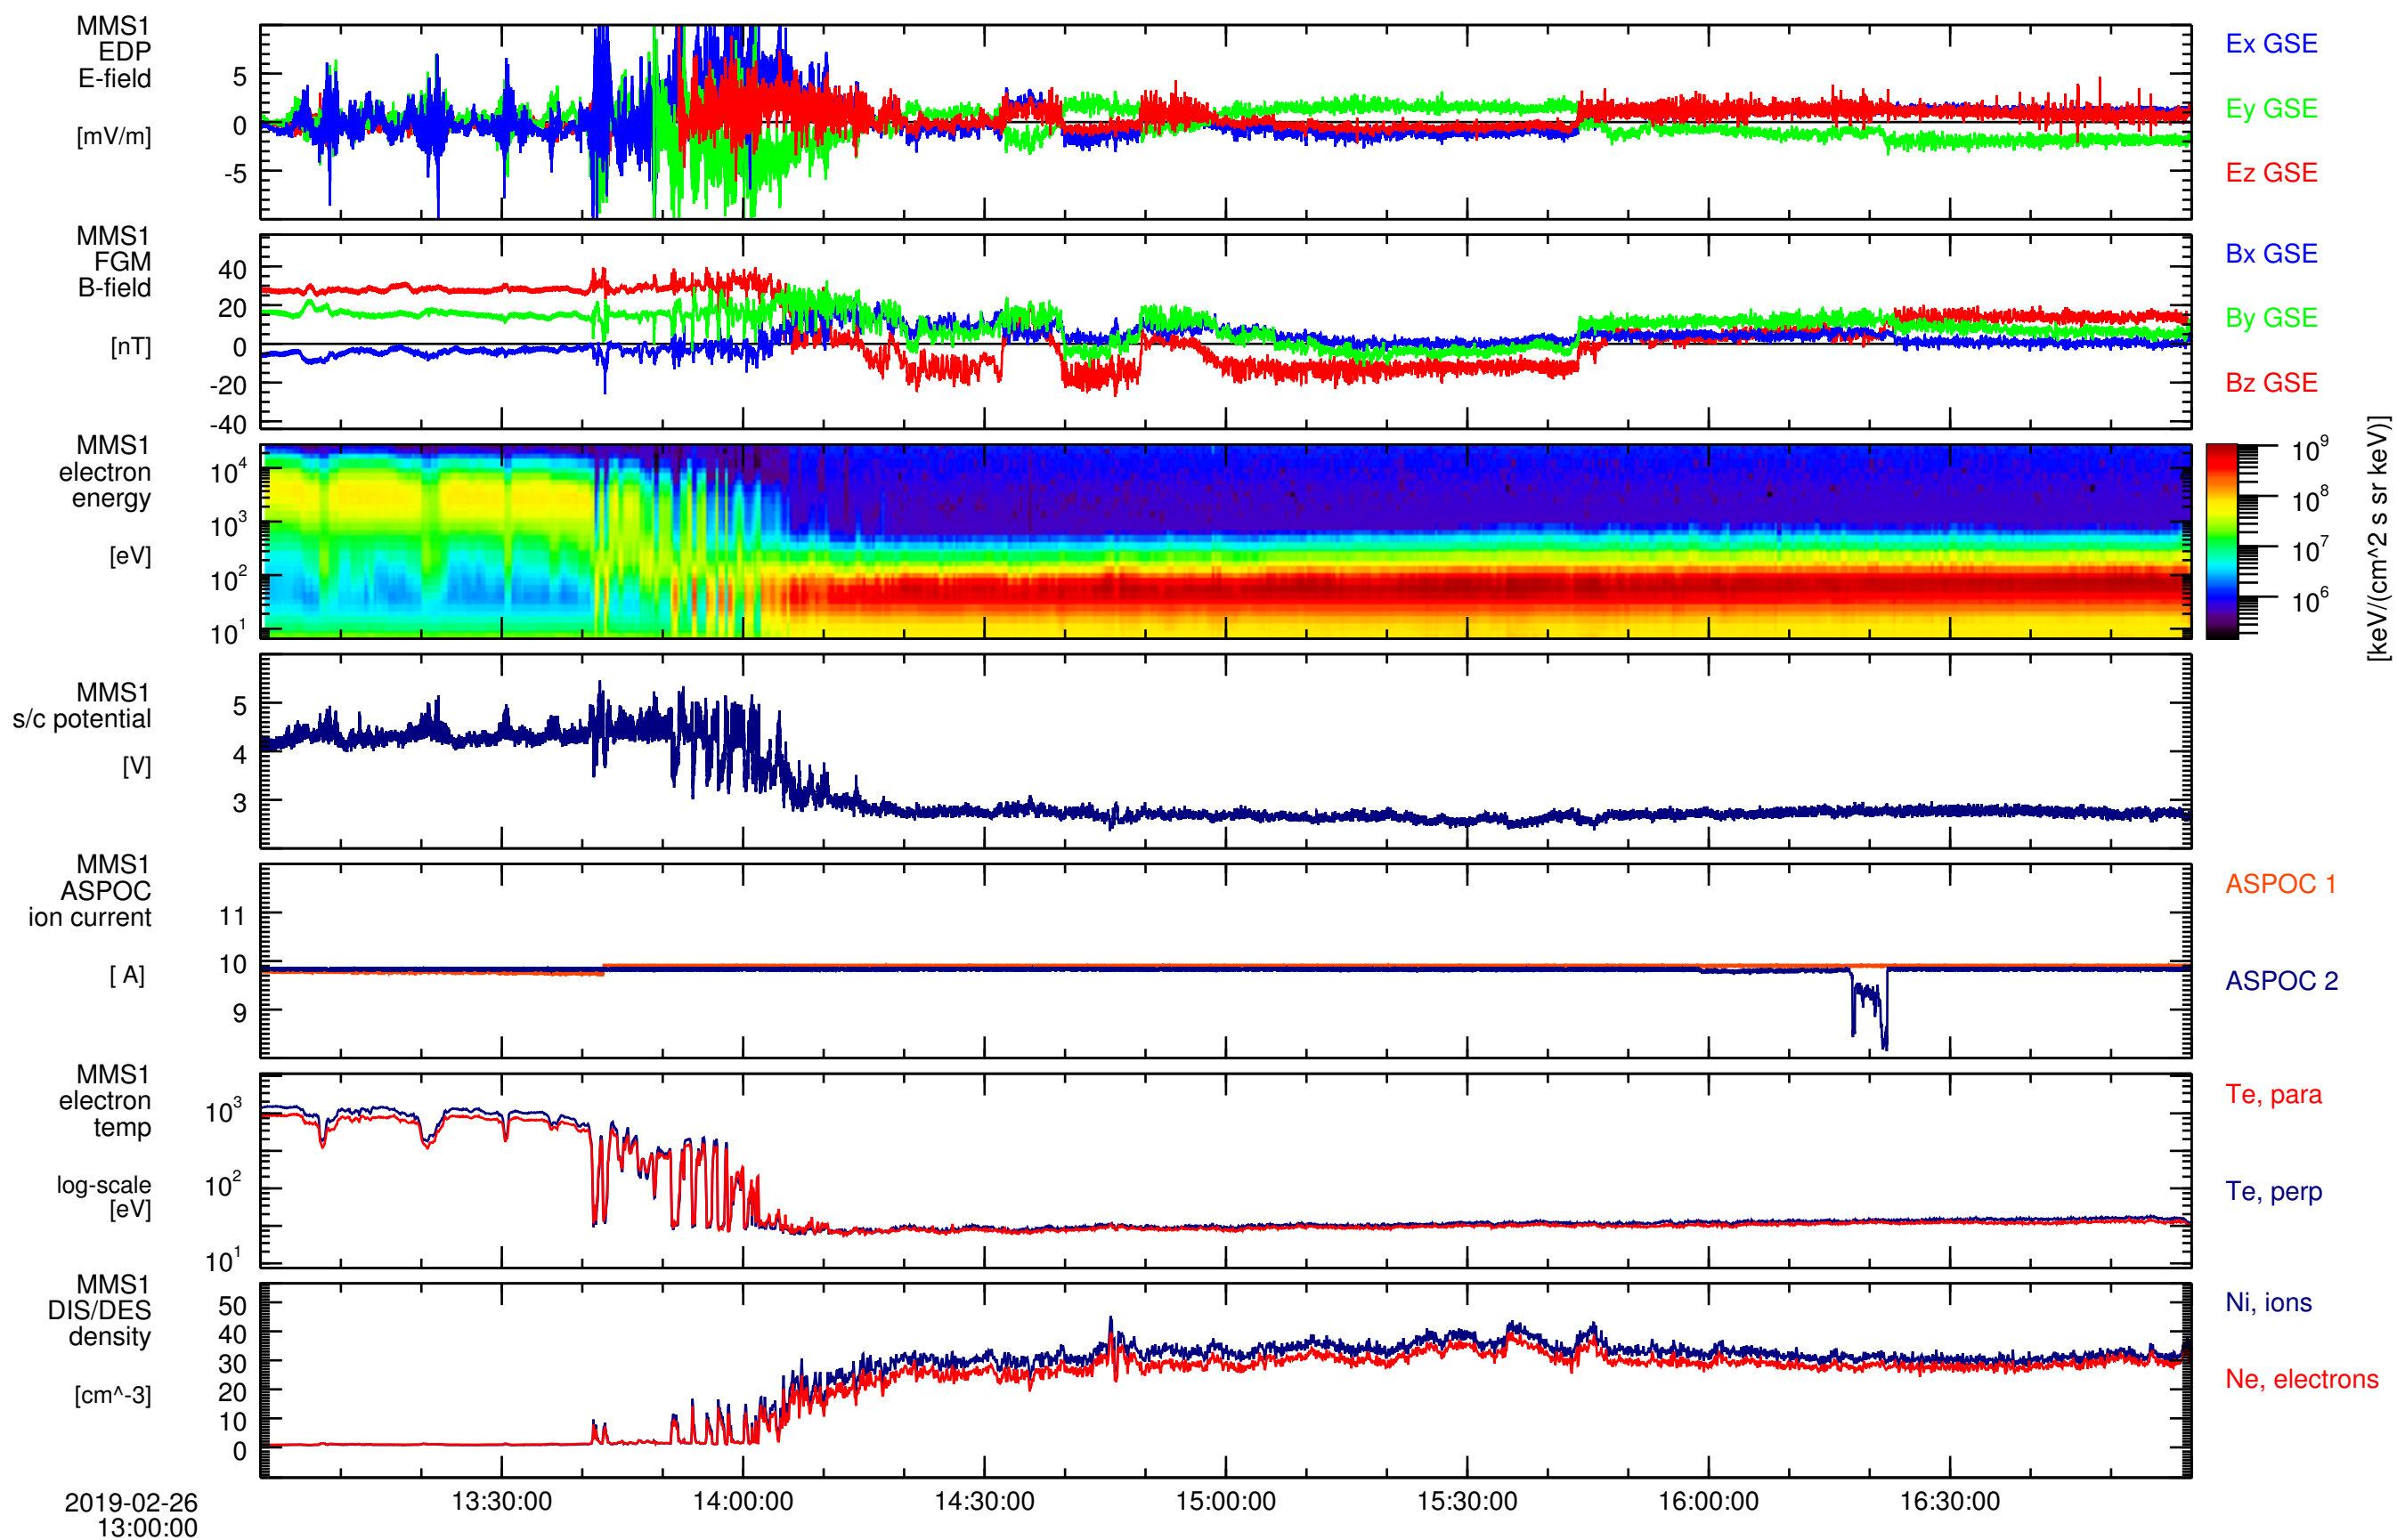 MMS1
EDP
E-field
[mV/m]
5
0
-5
Ex GSE
Ey GSE
Ez GSE
MMS1
FGM
B-field
[nT]
40
20
0
-20
-40
Bx GSE
By GSE
Bz GSE
MMS1
electron
energy
[eV]
10^4
10^3
10^2
10^1
10^9
10^8
10^7
10^6
[keV/(cm^2 s sr keV)]
MMS1
s/c potential
[V]
5
4
3
MMS1
ASPOC
ion current
[ A]
11
10
9
ASPOC 1
ASPOC 2
MMS1
electron
temp
log-scale
[eV]
10^3
10^2
10^1
Te, para
Te, perp
MMS1
DIS/DES
density
[cm^-3]
50
40
30
20
10
0
Ni, ions
Ne, electrons
13:30:00 14:00:00 14:30:00 15:00:00 15:30:00 16:00:00 16:30:00
2019-02-26
13:00:00